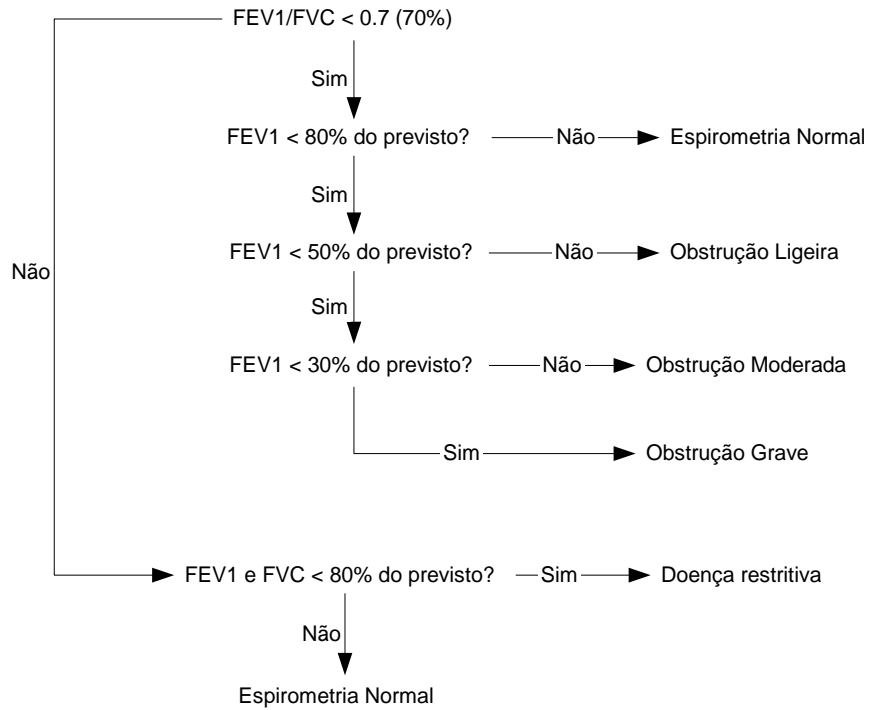 FEV1/FVC < 0.7 (70%)
Sim
FEV1 < 80% do previsto?
Não
Espirometria Normal
Sim
FEV1 < 50% do previsto?
Não
Obstrução Ligeira
Não
Sim
FEV1 < 30% do previsto?
Não
Obstrução Moderada
Sim
Obstrução Grave
FEV1 e FVC < 80% do previsto?
Sim
Doença restritiva
Não
Espirometria Normal